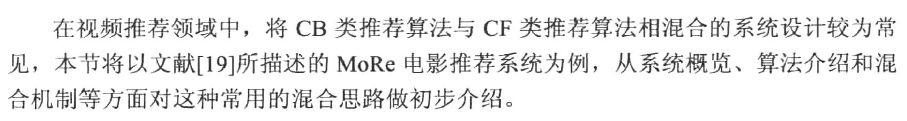 在视频推荐领域中，将 CB 类推荐算法与 CF 类推荐算法相混合的系统设计较为常
见，本节将以文献[19]所描述的 MoRe 电影推荐系统为例，从系统概览、算法介绍和混
合机制等方面对这种常用的混合思路做初步介绍。